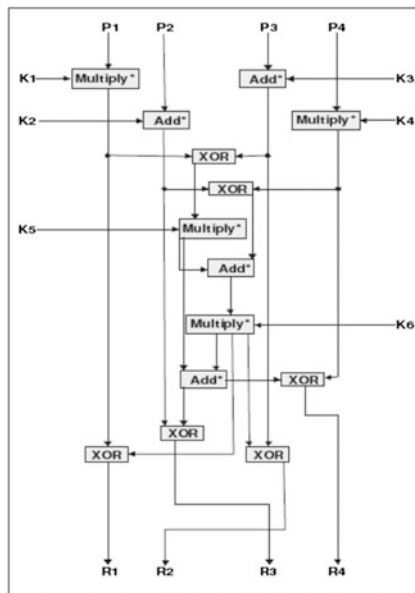 P1 P2 P3 P4
K1 Multiply* Add* K3
K2 Add* Multiply* K4
XOR
XOR
K5 Multiply*
Add*
Multiply* K6
Add* XOR
XOR
XOR XOR
R1 R2 R3 R4